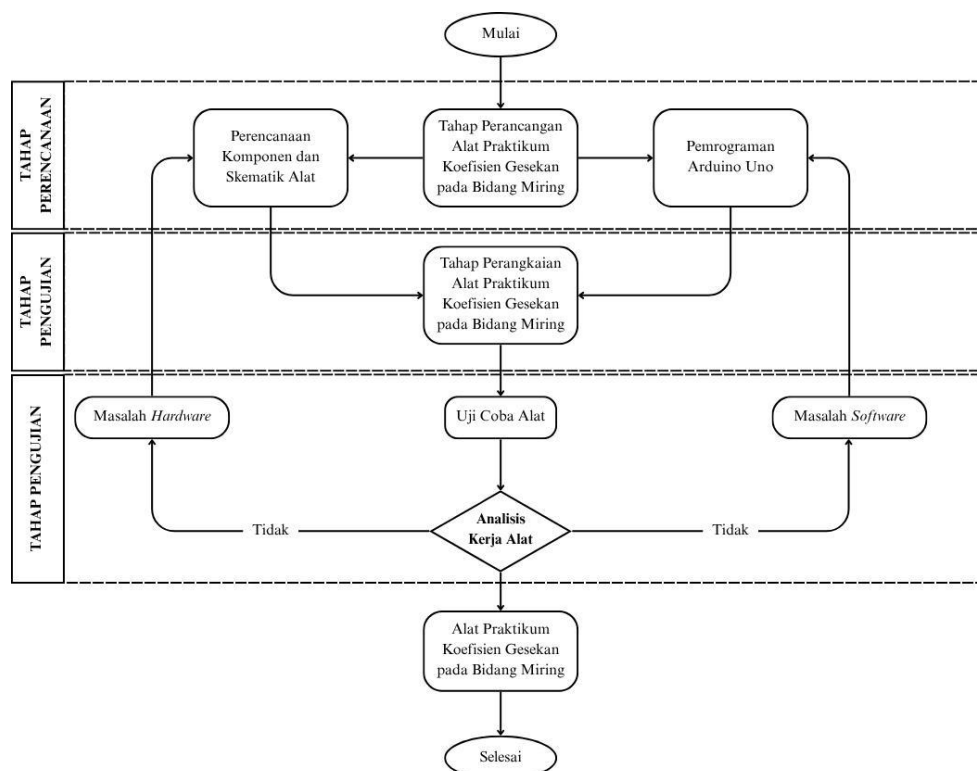 Mulai
TAHAP
PERENCANAAN
Perencanaan
Komponen dan
Skematik Alat
Tahap Perancangan
Alat Praktikum
Koefisien Gesekan
pada Bidang Miring
Pemrograman
Arduino Uno
TAHAP
PENGUJIAN
Tahap Perangkaian
Alat Praktikum
Koefisien Gesekan
pada Bidang Miring
TAHAP PENGUJIAN
Masalah Hardware
Uji Coba Alat
Masalah Software
Tidak
Analisis
Kerja Alat
Tidak
Alat Praktikum
Koefisien Gesekan
pada Bidang Miring
Selesai